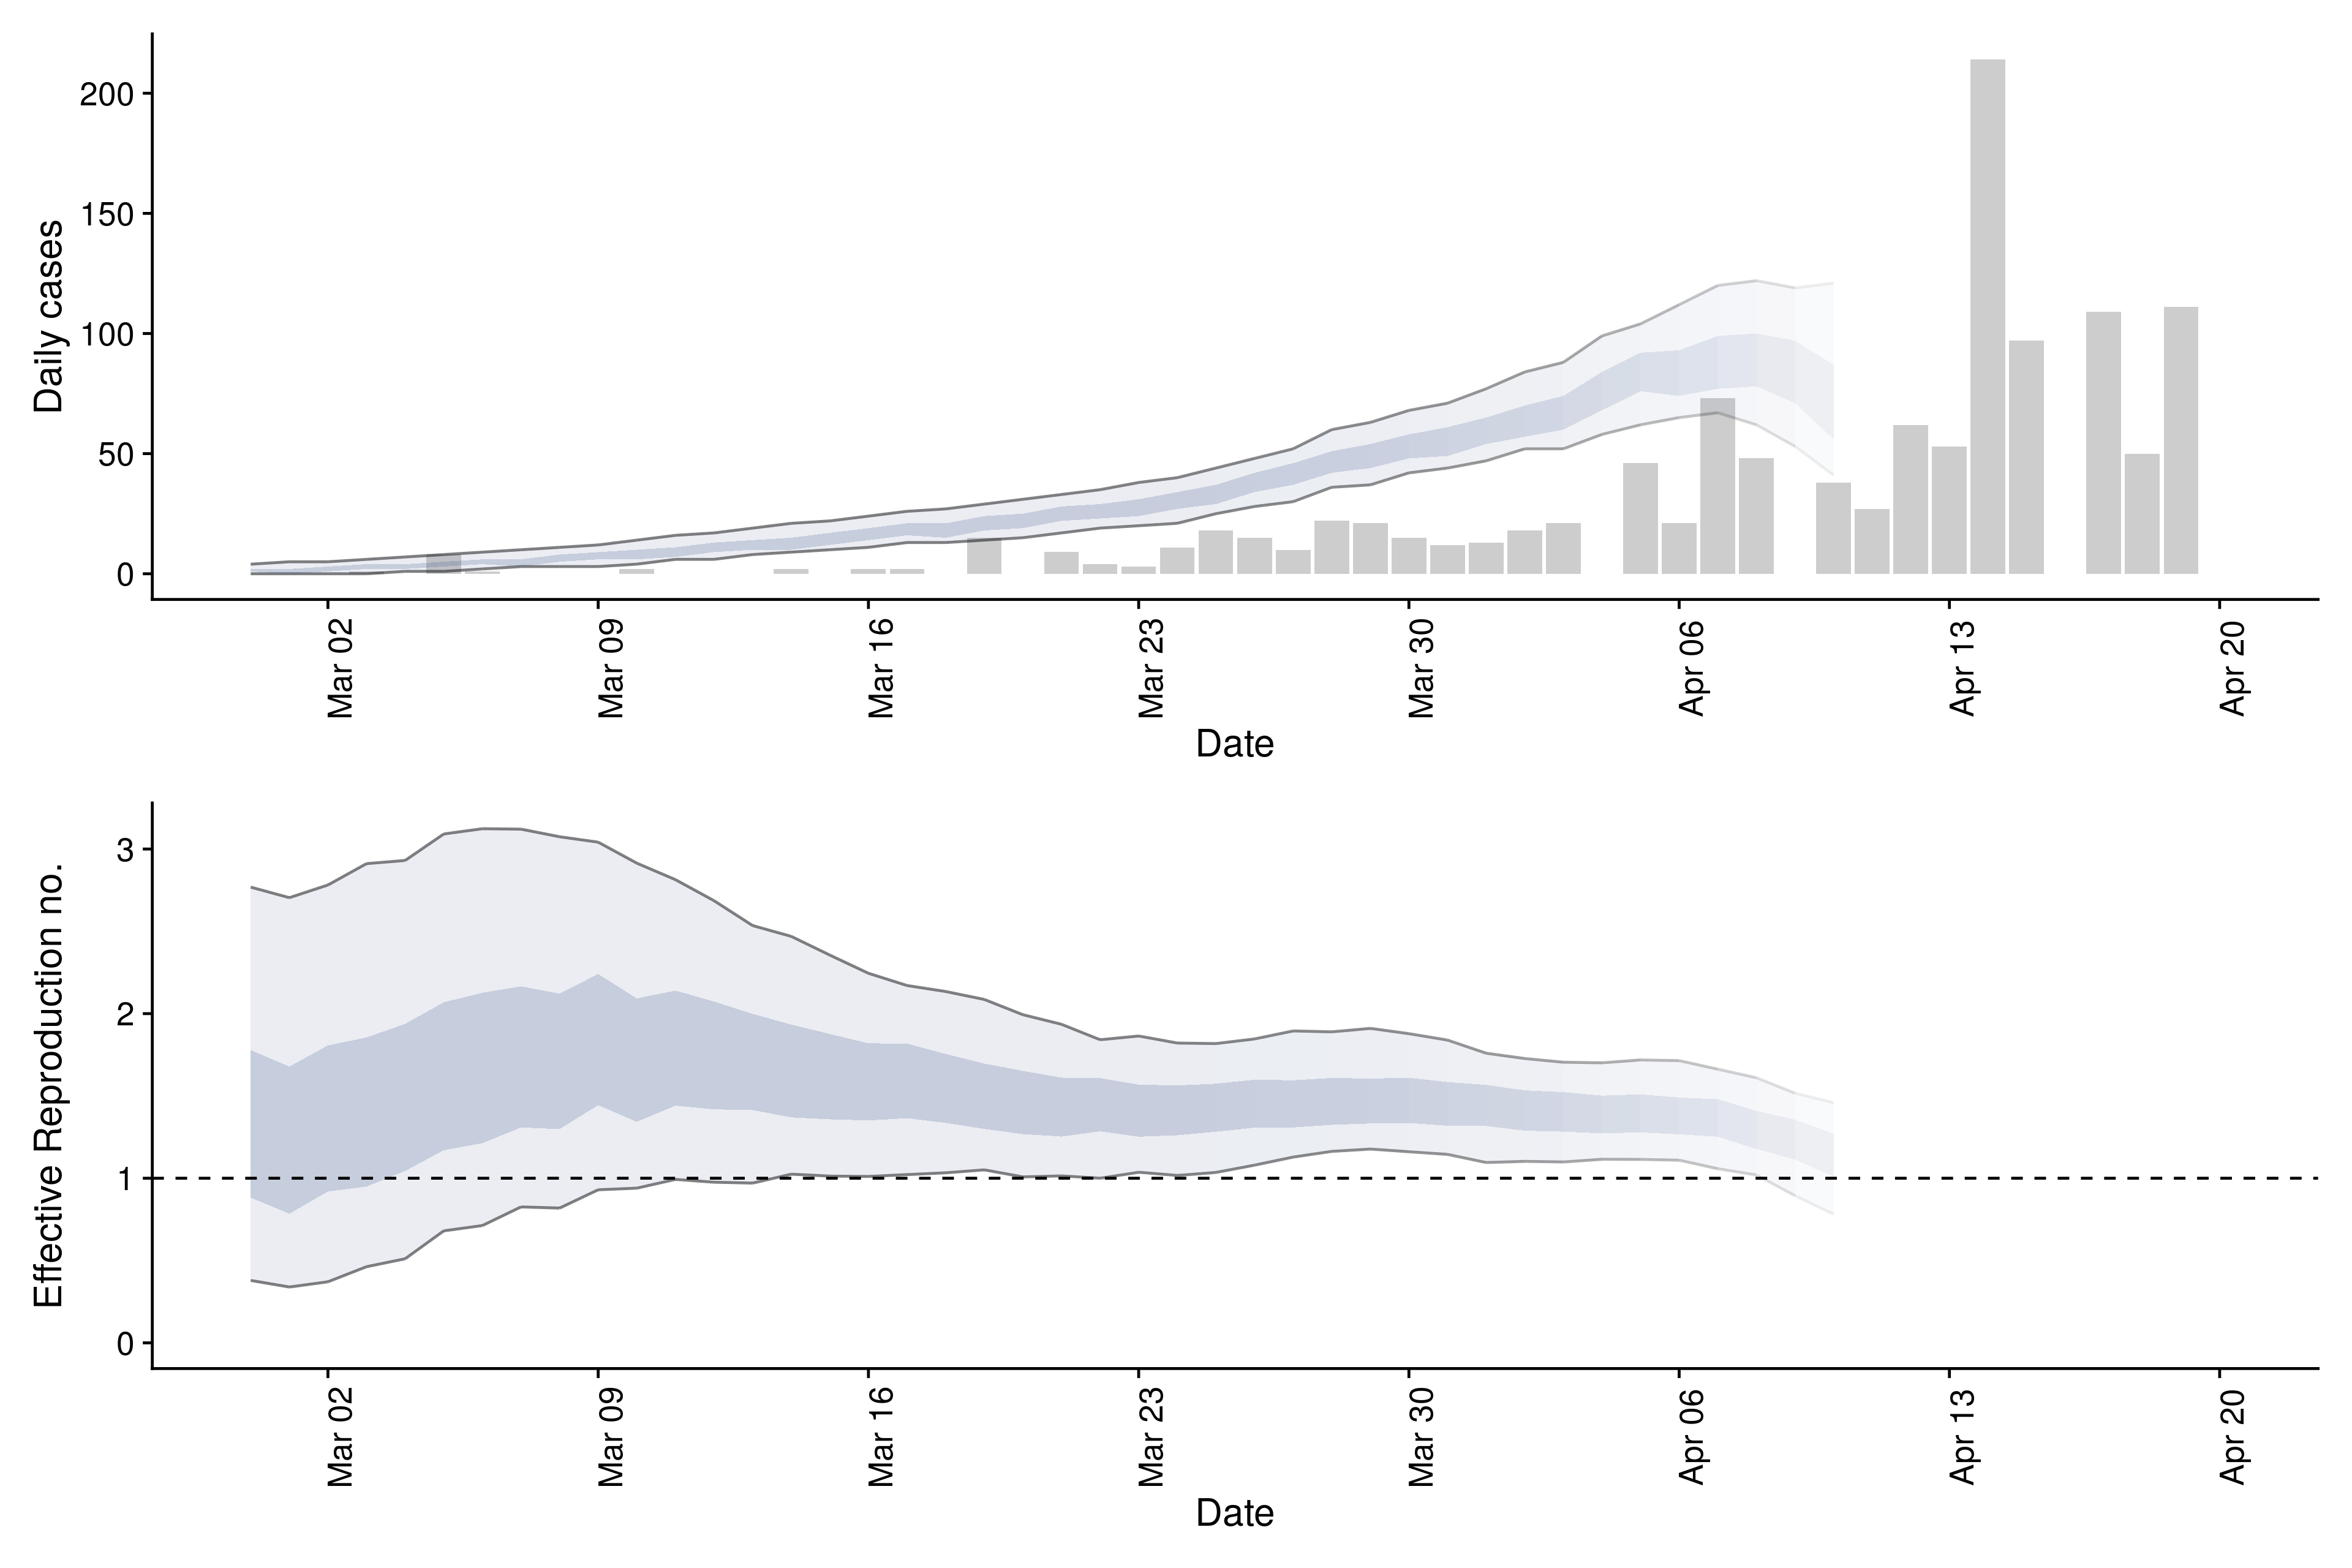 Daily cases
200
150
100
50
0
Mar 02
Mar 09
Mar 16
Mar 23
Mar 30
Apr 06
Apr 13
Apr 20
Date
Effective Reproduction no.
3
2
1
0
Mar 02
Mar 09
Mar 16
Mar 23
Mar 30
Apr 06
Apr 13
Apr 20
Date